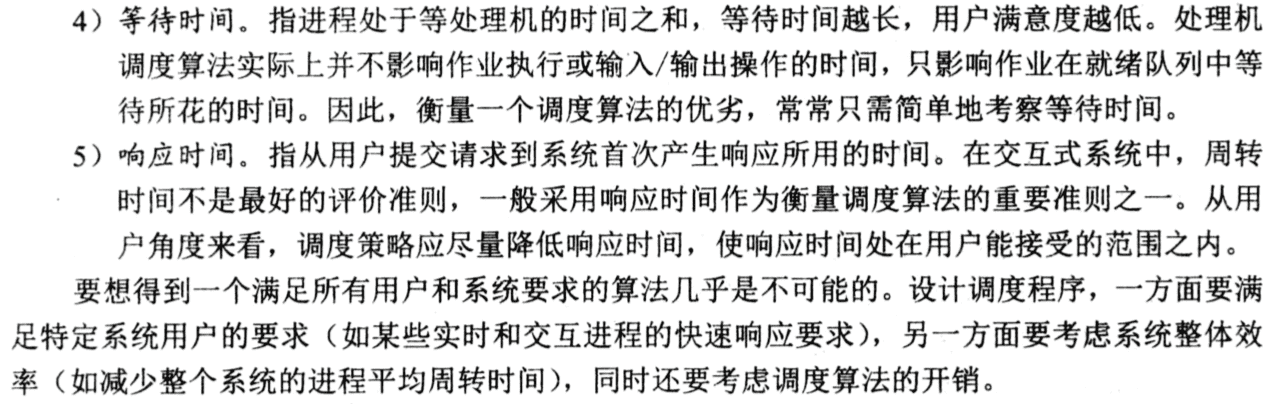 4）等待时间。指进程处于等处理机的时间之和，等待时间越长，用户满意度越低。处理机
调度算法实际上并不影响作业执行或输入/输出操作的时间，只影响作业在就绪队列中等
待所花的时间。因此，衡量一个调度算法的优劣，常常只需简单地考察等待时间。
5）响应时间。指从用户提交请求到系统首次产生响应所用的时间。在交互式系统中，周转
时间不是最好的评价准则，一般采用响应时间作为衡量调度算法的重要准则之一。从用
户角度来看，调度策略应尽量降低响应时间，使响应时间处在用户能接受的范围之内。
要想得到一个满足所有用户和系统要求的算法几乎是不可能的。设计调度程序，一方面要满
足特定系统用户的要求（如某些实时和交互进程的快速响应要求），另一方面要考虑系统整体效
率（如减少整个系统的进程平均周转时间），同时还要考虑调度算法的开销。